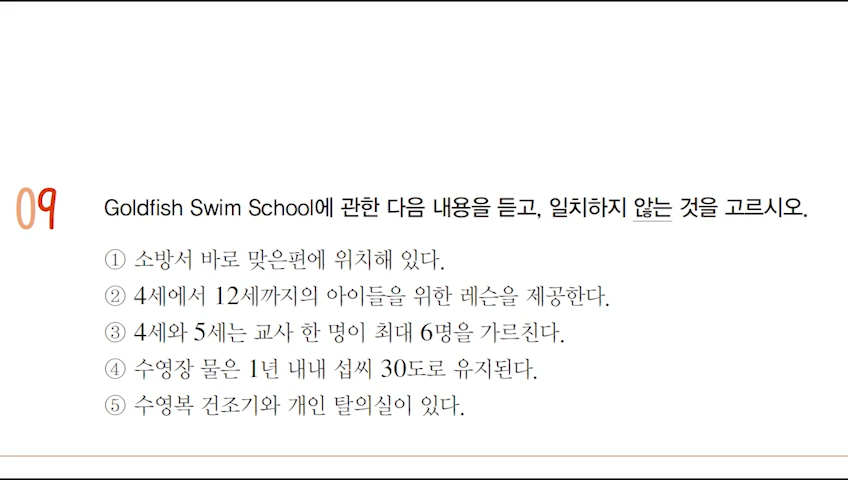 09
Goldfish Swim School에 관한 다음 내용을 듣고, 일치하지 않는 것을 고르시오.
① 소방서 바로 맞은편에 위치해 있다.
② 4세에서 12세까지의 아이들을 위한 레슨을 제공한다.
③ 4세와 5세는 교사 한 명이 최대 6명을 가르친다.
④ 수영장 물은 1년 내내 섭씨 30도로 유지된다.
⑤ 수영복 건조기와 개인 탈의실이 있다.